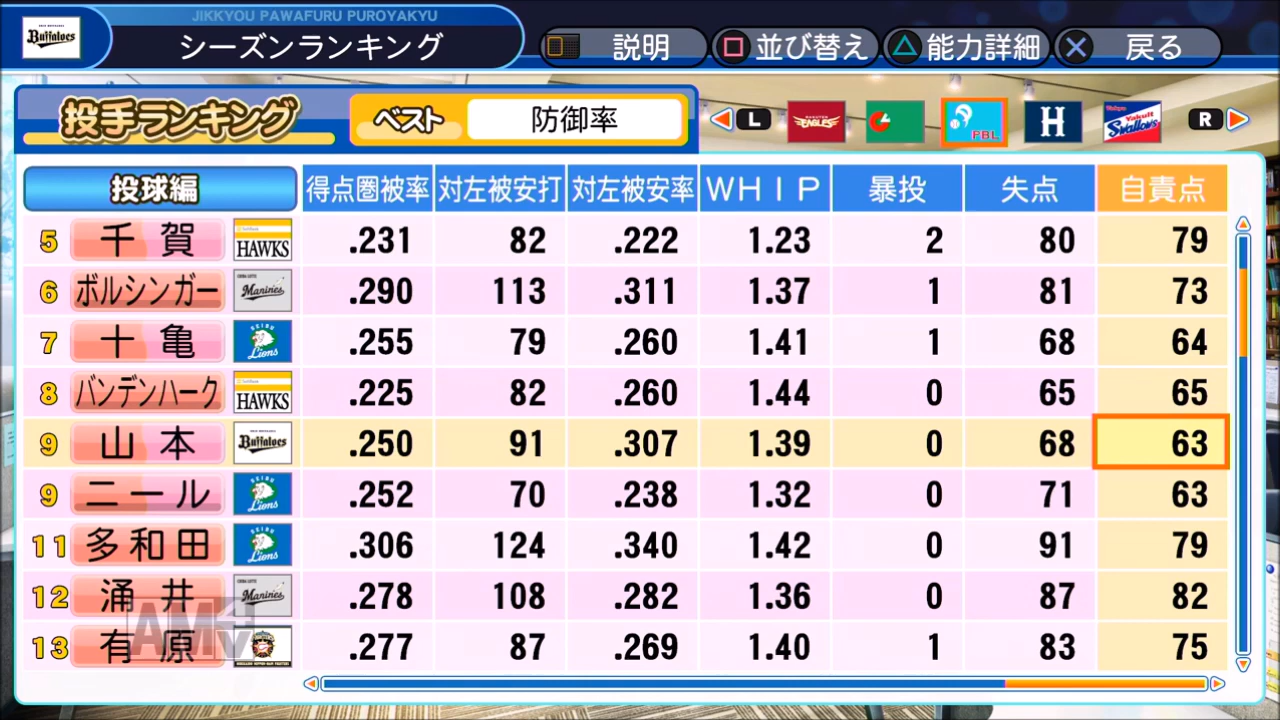 JIKKYOU PAWAFURU PUROYAKYU
Buffaloes シーズンランキング 説明 並び替え 能力詳細 戻る
投手ランキング ベスト 防御率 L EAGLES PBL H Yakult Swallows R
投球編 得点圏被率 対左被安打 対左被安率 WHIP 暴投 失点 自責点
5 千賀 HAWKS .231 82 .222 1.23 2 80 79
6 ボルシンガー Marines .290 113 .311 1.37 1 81 73
7 十亀 SEIBU Lions .255 79 .260 1.41 1 68 64
8 バンデンハーク HAWKS .225 82 .260 1.44 0 65 65
9 山本 Buffaloes .250 91 .307 1.39 0 68 63
9 ニール SEIBU Lions .252 70 .238 1.32 0 71 63
11 多和田 SEIBU Lions .306 124 .340 1.42 0 91 79
12 涌井 Marines .278 108 .282 1.36 0 87 82
13 有原 .277 87 .269 1.40 1 83 75